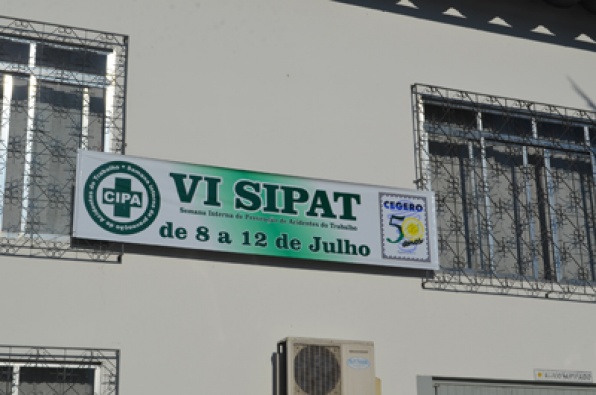 VI SIPAT
Semana Interna de Prevenção de Acidentes do Trabalho
de 8 a 12 de Julho
CIPA
CEGERO
50